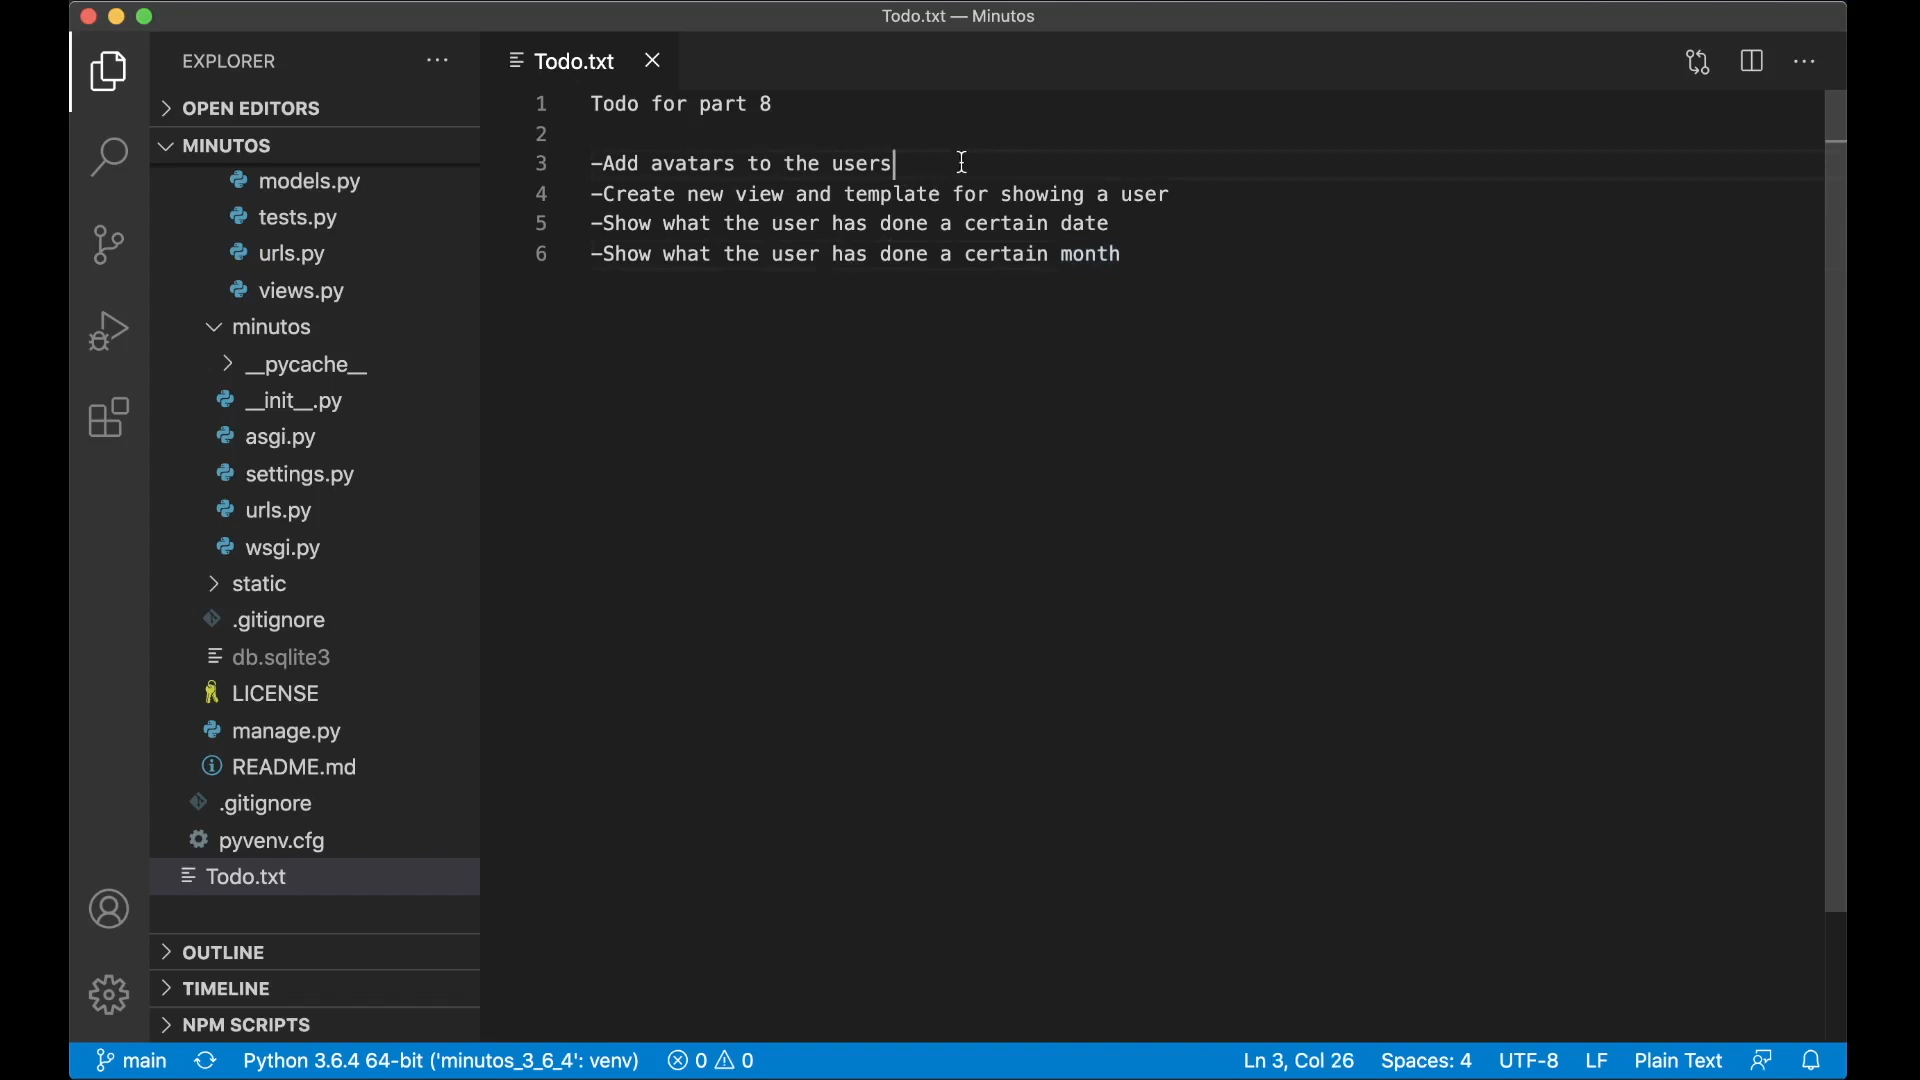 Todo.txt — Minutos
EXPLORER
Todo.txt
OPEN EDITORS
MINUTOS
models.py
tests.py
urls.py
views.py
minutos
__pycache__
__init__.py
asgi.py
settings.py
urls.py
wsgi.py
static
.gitignore
db.sqlite3
LICENSE
manage.py
README.md
.gitignore
pyvenv.cfg
Todo.txt
OUTLINE
TIMELINE
NPM SCRIPTS
1 Todo for part 8
2
3 -Add avatars to the users
4 -Create new view and template for showing a user
5 -Show what the user has done a certain date
6 -Show what the user has done a certain month
main Python 3.6.4 64-bit ('minutos_3_6_4': venv) 0 0 Ln 3, Col 26 Spaces: 4 UTF-8 LF Plain Text